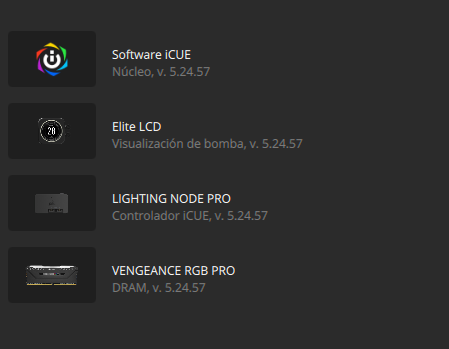 Software iCUE
Núcleo, v. 5.24.57
20
Elite LCD
Visualización de bomba, v. 5.24.57
LIGHTING NODE PRO
Controlador iCUE, v. 5.24.57
VENGEANCE RGB PRO
DRAM, v. 5.24.57